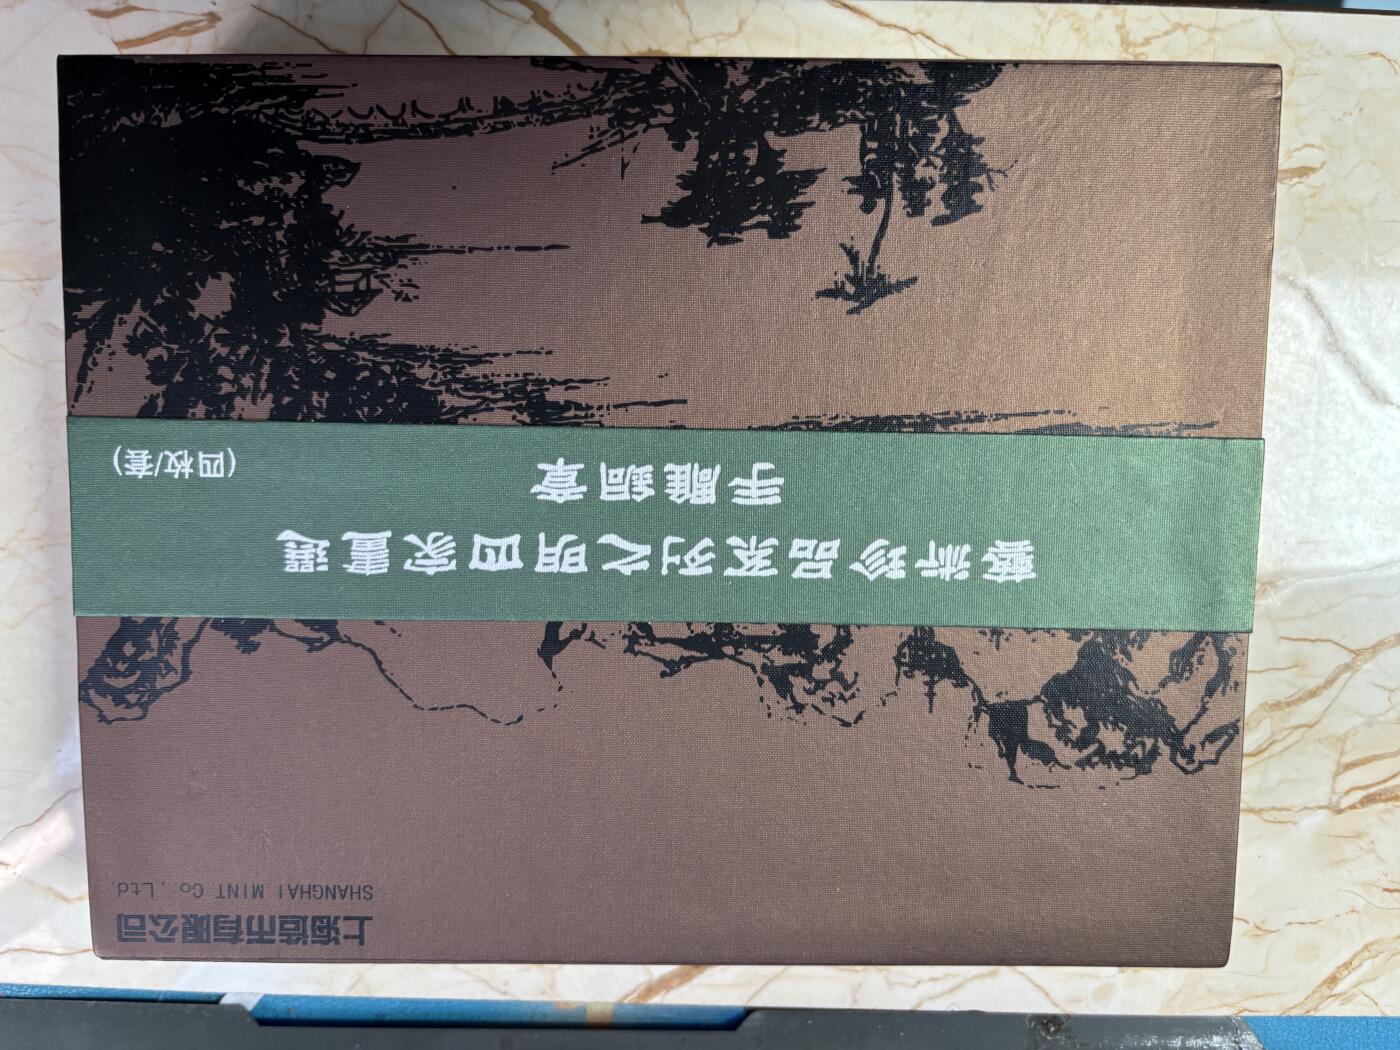 上海造币有限公司
SHANGHAI MINT Co., Ltd.
藝術珍品系列之明四家畫選
手雕銅章
(四枚/套)